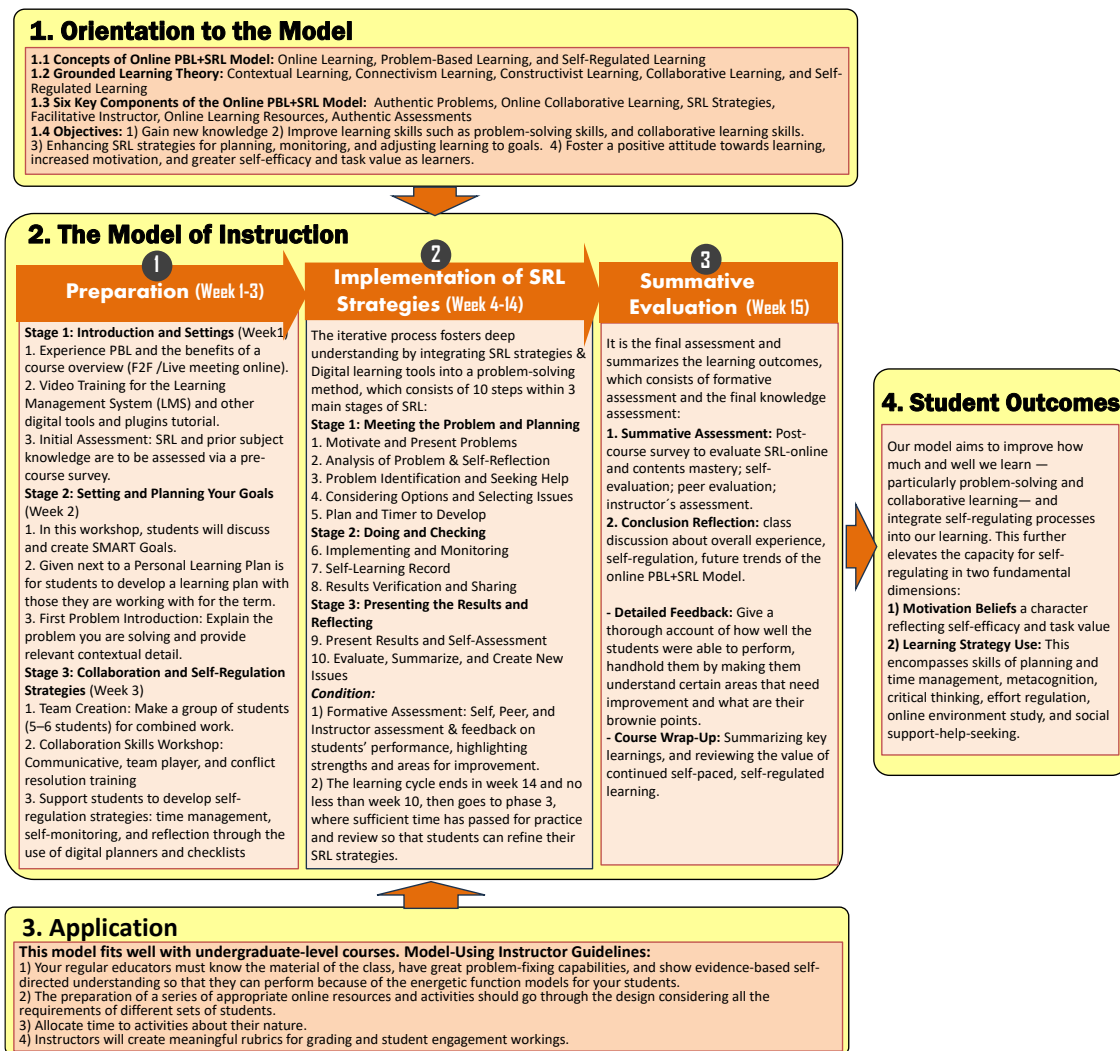 1. Orientation to the Model
1.1 Concepts of Online PBL+SRL Model: Online Learning, Problem-Based Learning, and Self-Regulated Learning
1.2 Grounded Learning Theory: Contextual Learning, Connectivism Learning, Constructivist Learning, Collaborative Learning, and Self-
Regulated Learning
1.3 Six Key Components of the Online PBL+SRL Model: Authentic Problems, Online Collaborative Learning, SRL Strategies,
Facilitative Instructor, Online Learning Resources, Authentic Assessments
1.4 Objectives: 1) Gain new knowledge 2) Improve learning skills such as problem-solving skills, and collaborative learning skills.
3) Enhancing SRL strategies for planning, monitoring, and adjusting learning to goals. 4) Foster a positive attitude towards learning,
increased motivation, and greater self-efficacy and task value as learners.
2. The Model of Instruction
1
Preparation (Week 1-3)
Stage 1: Introduction and Settings (Week1)
1. Experience PBL and the benefits of a
course overview (F2F /Live meeting online).
2. Video Training for the Learning
Management System (LMS) and other
digital tools and plugins tutorial.
3. Initial Assessment: SRL and prior subject
knowledge are to be assessed via a pre-
course survey.
Stage 2: Setting and Planning Your Goals
(Week 2)
1. In this workshop, students will discuss
and create SMART Goals.
2. Given next to a Personal Learning Plan is
for students to develop a learning plan with
those they are working with for the term.
3. First Problem Introduction: Explain the
problem you are solving and provide
relevant contextual detail.
Stage 3: Collaboration and Self-Regulation
Strategies (Week 3)
1. Team Creation: Make a group of students
(5–6 students) for combined work.
2. Collaboration Skills Workshop:
Communicative, team player, and conflict
resolution training
3. Support students to develop self-
regulation strategies: time management,
self-monitoring, and reflection through the
use of digital planners and checklists
2
Implementation of SRL
Strategies (Week 4-14)
The iterative process fosters deep
understanding by integrating SRL strategies &
Digital learning tools into a problem-solving
method, which consists of 10 steps within 3
main stages of SRL:
Stage 1: Meeting the Problem and Planning
1. Motivate and Present Problems
2. Analysis of Problem & Self-Reflection
3. Problem Identification and Seeking Help
4. Considering Options and Selecting Issues
5. Plan and Timer to Develop
Stage 2: Doing and Checking
6. Implementing and Monitoring
7. Self-Learning Record
8. Results Verification and Sharing
Stage 3: Presenting the Results and
Reflecting
9. Present Results and Self-Assessment
10. Evaluate, Summarize, and Create New
Issues
Condition:
1) Formative Assessment: Self, Peer, and
Instructor assessment & feedback on
students' performance, highlighting
strengths and areas for improvement.
2) The learning cycle ends in week 14 and no
less than week 10, then goes to phase 3,
where sufficient time has passed for practice
and review so that students can refine their
SRL strategies.
3
Summative
Evaluation (Week 15)
It is the final assessment and
summarizes the learning outcomes,
which consists of formative
assessment and the final knowledge
assessment:
1. Summative Assessment: Post-
course survey to evaluate SRL-online
and contents mastery; self-
evaluation; peer evaluation;
instructor´s assessment.
2. Conclusion Reflection: class
discussion about overall experience,
self-regulation, future trends of the
online PBL+SRL Model.
- Detailed Feedback: Give a
thorough account of how well the
students were able to perform,
handhold them by making them
understand certain areas that need
improvement and what are their
brownie points.
- Course Wrap-Up: Summarizing key
learnings, and reviewing the value of
continued self-paced, self-regulated
learning.
4. Student Outcomes
Our model aims to improve how
much and well we learn —
particularly problem-solving and
collaborative learning— and
integrate self-regulating processes
into our learning. This further
elevates the capacity for self-
regulating in two fundamental
dimensions:
1) Motivation Beliefs a character
reflecting self-efficacy and task value
2) Learning Strategy Use: This
encompasses skills of planning and
time management, metacognition,
critical thinking, effort regulation,
online environment study, and social
support-help-seeking.
3. Application
This model fits well with undergraduate-level courses. Model-Using Instructor Guidelines:
1) Your regular educators must know the material of the class, have great problem-fixing capabilities, and show evidence-based self-
directed understanding so that they can perform because of the energetic function models for your students.
2) The preparation of a series of appropriate online resources and activities should go through the design considering all the
requirements of different sets of students.
3) Allocate time to activities about their nature.
4) Instructors will create meaningful rubrics for grading and student engagement workings.